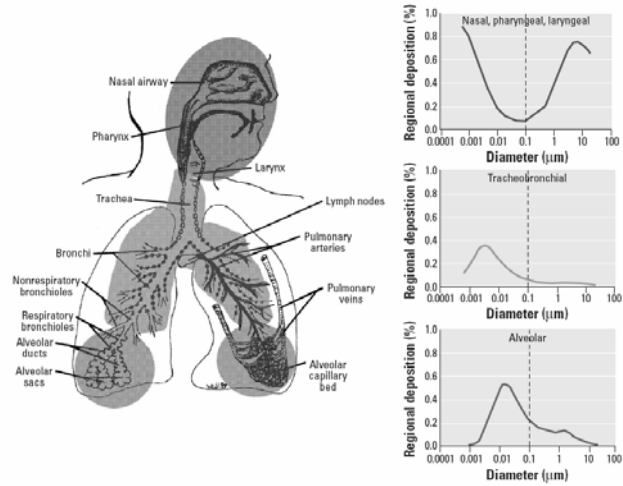 Nasal airway
Pharynx
Larynx
Trachea
Lymph nodes
Bronchi
Pulmonary
arteries
Nonrespiratory
bronchioles
Pulmonary
veins
Respiratory
bronchioles
Alveolar
ducts
Alveolar
sacs
Alveolar
capillary
bed
Regional deposition (%)
1.0
0.8
0.6
0.4
0.2
0.0
Nasal, pharyngeal, laryngeal
0.0001 0.001 0.01 0.1 1 10 100
Diameter (μm)
Regional deposition (%)
1.0
0.8
0.6
0.4
0.2
0.0
Tracheobronchial
0.0001 0.001 0.01 0.1 1 10 100
Diameter (μm)
Regional deposition (%)
1.0
0.8
0.6
0.4
0.2
0.0
Alveolar
0.0001 0.001 0.01 0.1 1 10 100
Diameter (μm)